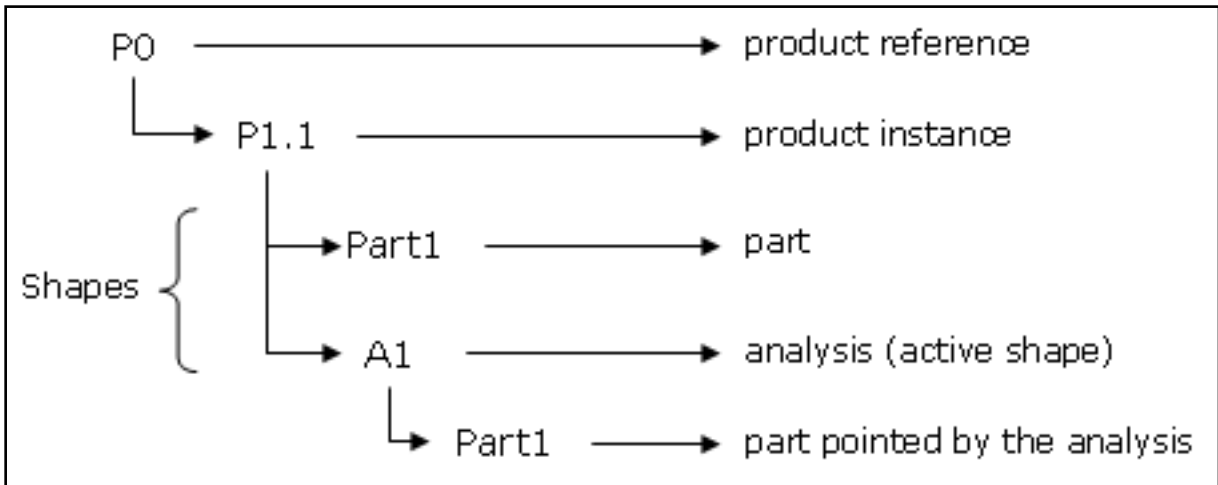 P0 product reference
P1.1 product instance
Part1 part
Shapes
A1 analysis (active shape)
Part1 part pointed by the analysis